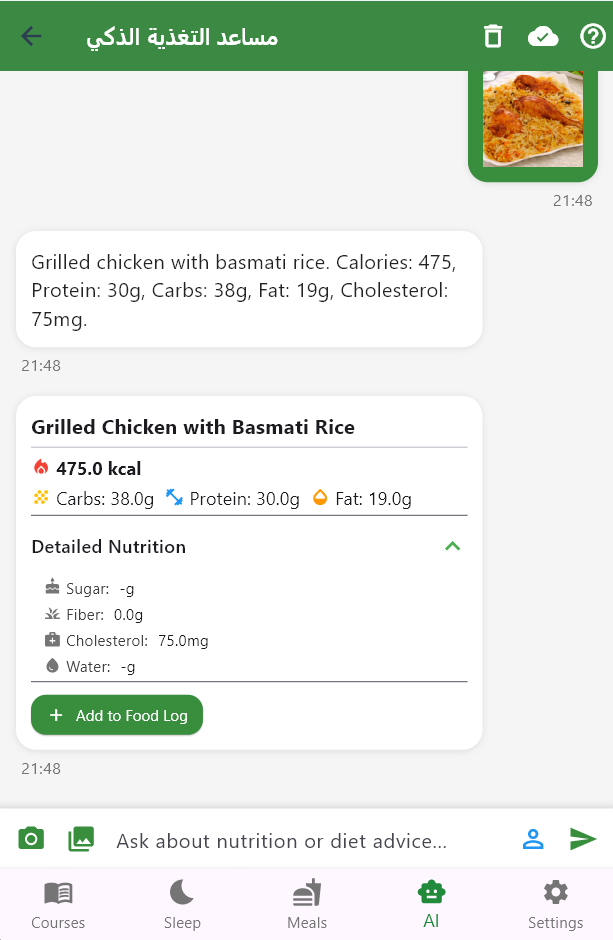 مساعد التغذية الذكي
21:48
Grilled chicken with basmati rice. Calories: 475,
Protein: 30g, Carbs: 38g, Fat: 19g, Cholesterol:
75mg.
21:48
Grilled Chicken with Basmati Rice
475.0 kcal
Carbs: 38.0g Protein: 30.0g Fat: 19.0g
Detailed Nutrition
Sugar: -g
Fiber: 0.0g
Cholesterol: 75.0mg
Water: -g
+ Add to Food Log
21:48
Ask about nutrition or diet advice...
Courses Sleep Meals AI Settings